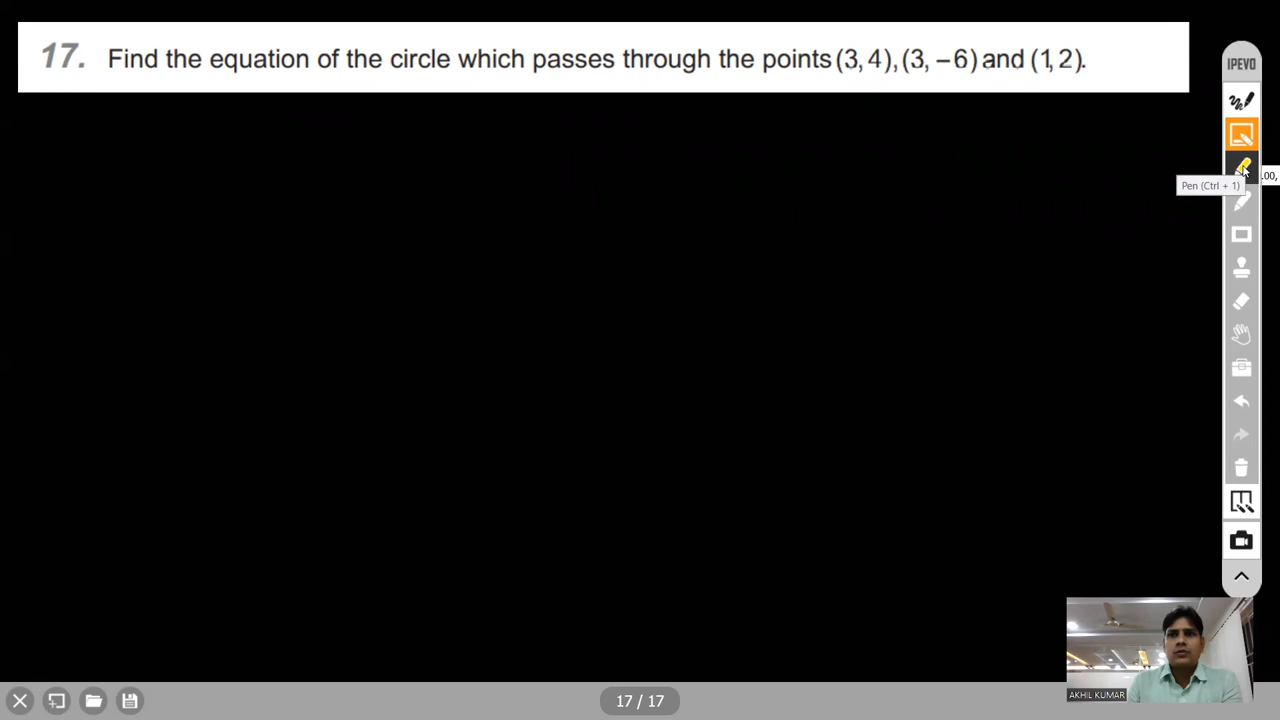 17. Find the equation of the circle which passes through the points (3, 4), (3, – 6) and (1, 2).
IPEVO
.00,
Pen (Ctrl + 1)
AKHIL KUMAR
17 / 17